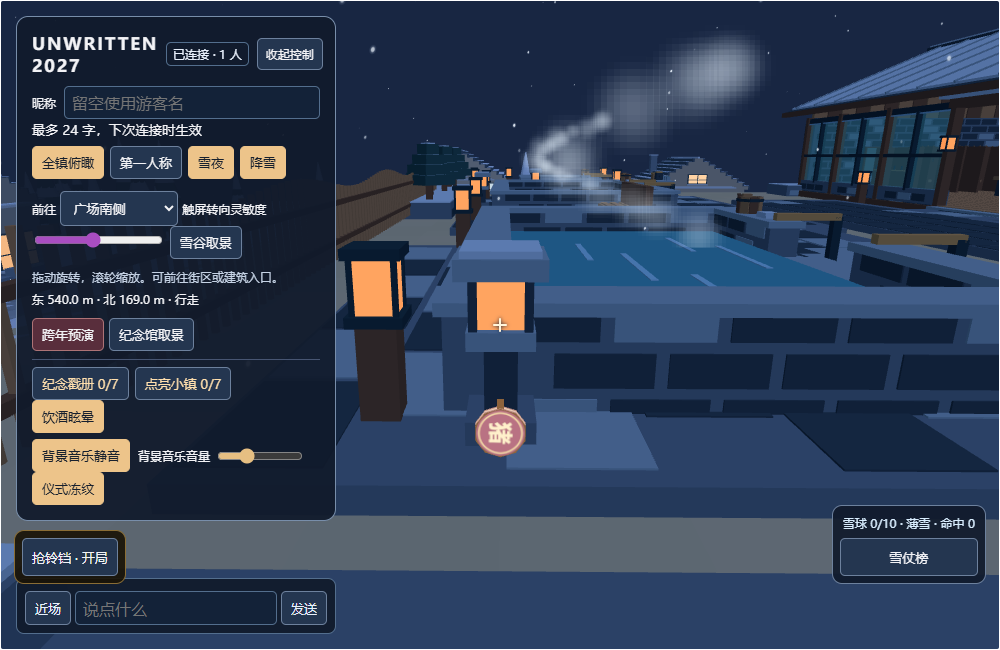 UNWRITTEN
2027
已连接 · 1 人
收起控制
昵称
留空使用游客名
最多 24 字，下次连接时生效
全镇俯瞰
第一人称
雪夜
降雪
前往
广场南侧
触屏转向灵敏度
雪谷取景
拖动旋转，滚轮缩放。可前往街区或建筑入口。
东 540.0 m · 北 169.0 m · 行走
跨年预演
纪念馆取景
纪念戳册 0/7
点亮小镇 0/7
饮酒眩晕
背景音乐静音
背景音乐音量
仪式冻纹
抢铃铛 · 开局
近场
说点什么
发送
猪
雪球 0/10 · 薄雪 · 命中 0
雪仗榜